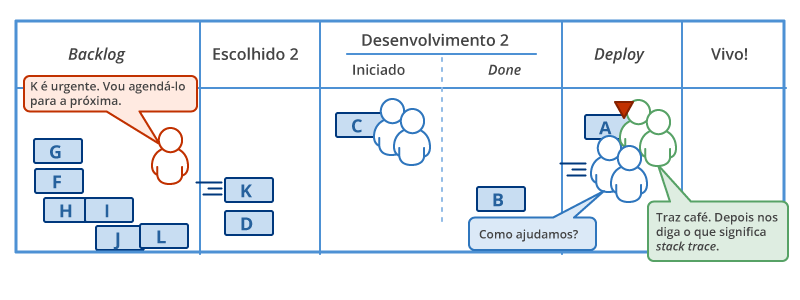 Backlog
Escolhido 2
Desenvolvimento 2
Iniciado
Done
Deploy
Vivo!
K é urgente. Vou agendá-lo
para a próxima.
G
F
H
I
J
L
K
D
C
B
A
Como ajudamos?
Traz café. Depois nos
diga o que significa
stack trace.